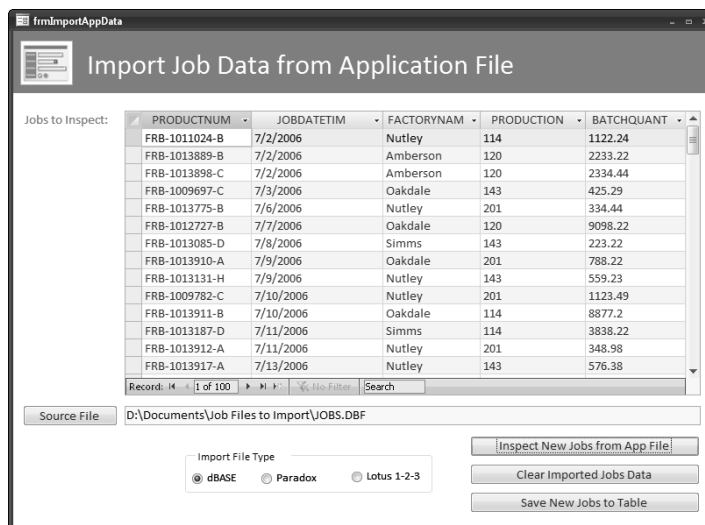 frmImportAppData
Import Job Data from Application File
Jobs to Inspect:
PRODUCTNUM JOBDATETIM FACTORYNAM PRODUCTION BATCHQUANT
FRB-1011024-B 7/2/2006 Nutley 114 1122.24
FRB-1013889-B 7/2/2006 Amberson 120 2233.22
FRB-1013898-C 7/2/2006 Amberson 120 2334.44
FRB-1009697-C 7/3/2006 Oakdale 143 425.29
FRB-1013775-B 7/6/2006 Nutley 201 334.44
FRB-1012727-B 7/7/2006 Oakdale 120 9098.22
FRB-1013085-D 7/8/2006 Simms 143 223.22
FRB-1013910-A 7/9/2006 Oakdale 201 788.22
FRB-1013131-H 7/9/2006 Nutley 143 559.23
FRB-1009782-C 7/10/2006 Nutley 201 1123.49
FRB-1013911-B 7/10/2006 Oakdale 114 8877.2
FRB-1013187-D 7/11/2006 Simms 114 3838.22
FRB-1013912-A 7/11/2006 Nutley 201 348.98
FRB-1013917-A 7/13/2006 Nutley 143 576.38
Record: 1 of 100 No Filter Search
Source File D:\Documents\Job Files to Import\JOBS.DBF
Import File Type
dBASE Paradox Lotus 1-2-3
Inspect New Jobs from App File
Clear Imported Jobs Data
Save New Jobs to Table